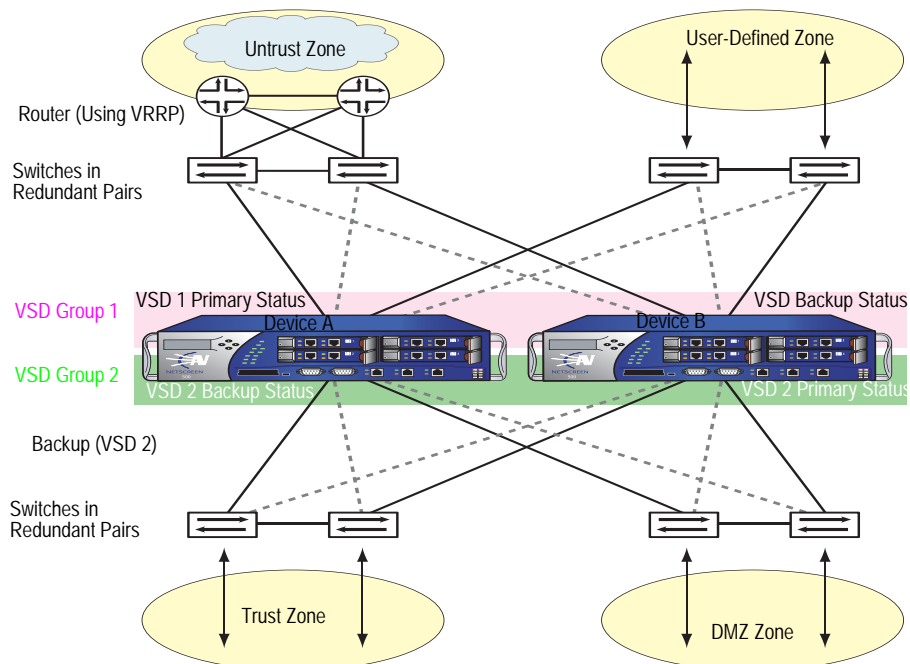 Untrust Zone
User-Defined Zone
Router (Using VRRP)
Switches in
Redundant Pairs
VSD Group 1
VSD 1 Primary Status
VSD Backup Status
Device A
Device B
VSD Group 2
NETSCREEN
NETSCREEN
VSD 2 Backup Status
VSD 2 Primary Status
Backup (VSD 2)
Switches in
Redundant Pairs
Trust Zone
DMZ Zone